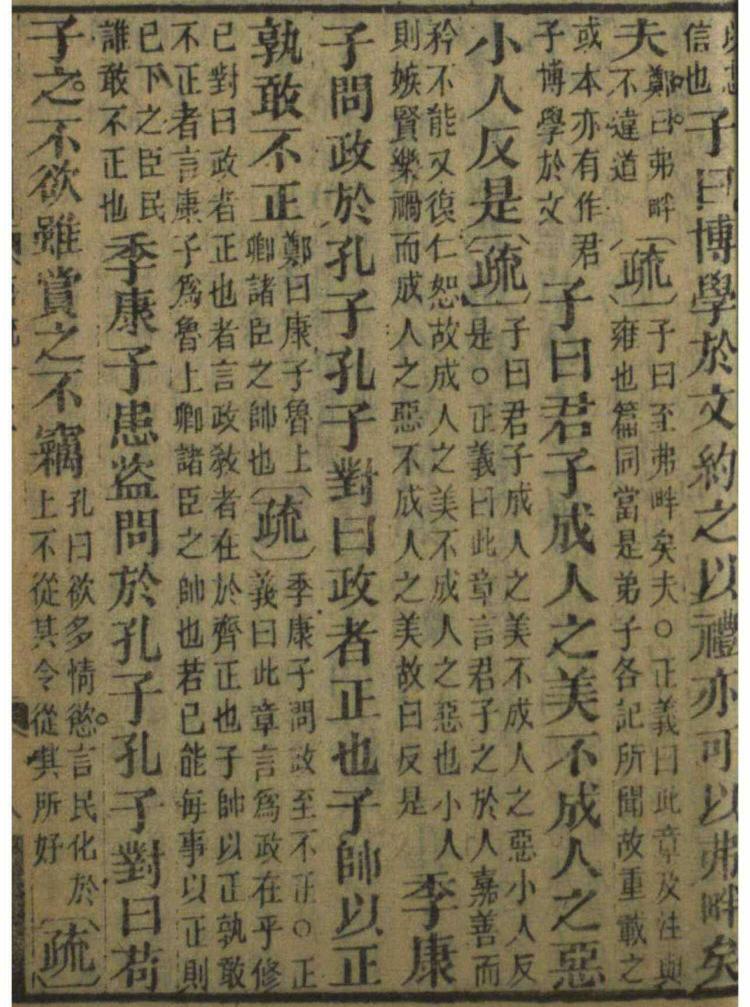 信也子曰博學於文約之以禮亦可以弗畔矣
夫鄭曰弗畔
不違道
〔疏〕子曰至弗畔矣夫○正義曰此章及注與
雍也篇同當是弟子各記所聞故重載之
或本亦有作君
子博學於文
子曰君子成人之美不成人之惡
小人反是〔疏〕子曰君子成人之美不成人之惡小人反
是○正義曰此章言君子之於人嘉善而
矜不能又復仁恕故成人之美不成人之惡也小人
則嫉賢樂禍而成人之惡不成人之美故曰反是
季康
子問政於孔子孔子對曰政者正也子帥以正
孰敢不正鄭曰康子魯上
卿諸臣之帥也
〔疏〕季康子問政至不正○正
義曰此章言爲政在乎修
己對曰政者正也者言政教者在於齊正也子帥以正孰敢
不正者言康子爲魯上卿諸臣之帥也若己能每事以正則
已下之臣民
誰敢不正也
季康子患盜問於孔子孔子對曰苟
子之不欲雖賞之不竊孔曰欲多情慾言民化於
上不從其令從其所好
〔疏〕